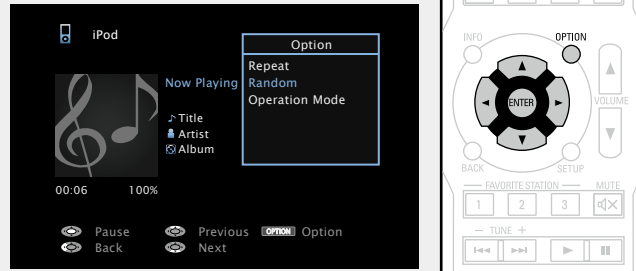 iPod
Option
Repeat
Random
Operation Mode
Now Playing
Title
Artist
Album
00:06 100%
Pause Previous OPTION Option
Back Next
INFO OPTION
ENTER
VOLUME
BACK SETUP
FAVORITE STATION MUTE
1 2 3
− TUNE +